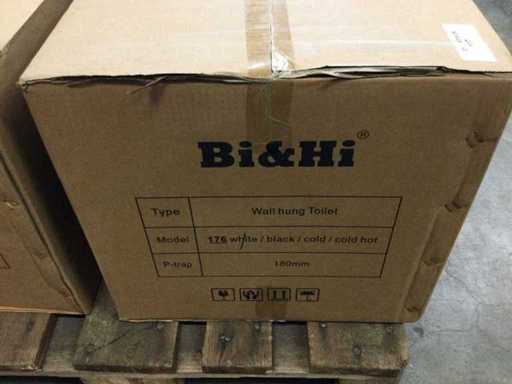 Bi&Hi®
Type Wall hung Toilet
Model 176 white / black / cold / cold hot
P-trap 180mm